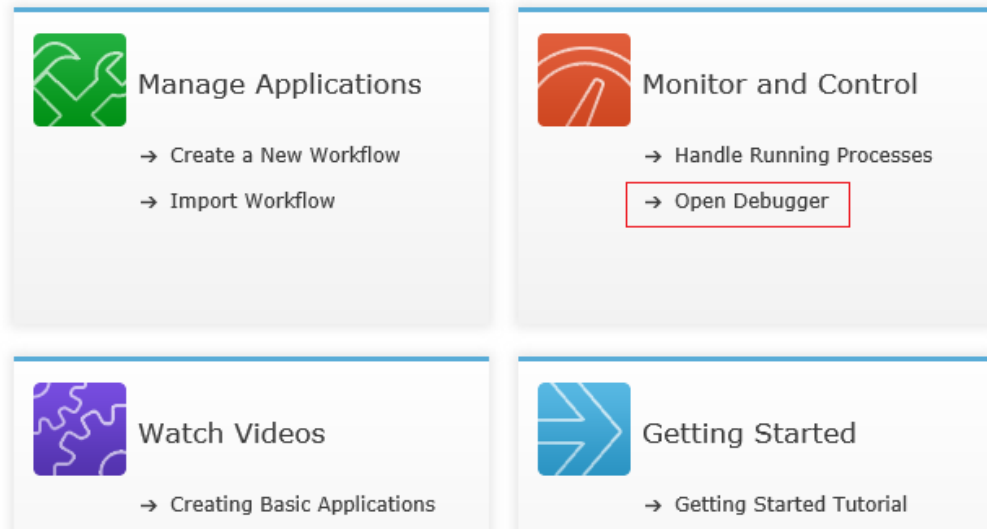 Manage Applications
→ Create a New Workflow
→ Import Workflow
Monitor and Control
→ Handle Running Processes
→ Open Debugger
Watch Videos
→ Creating Basic Applications
Getting Started
→ Getting Started Tutorial